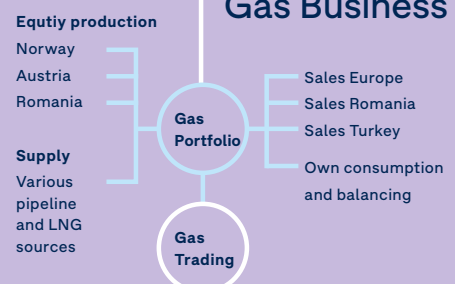 Gas Business
Equtiy production
Norway
Austria
Romania
Supply
Various
pipeline
and LNG
sources
Gas
Portfolio
Gas
Trading
Sales Europe
Sales Romania
Sales Turkey
Own consumption
and balancing